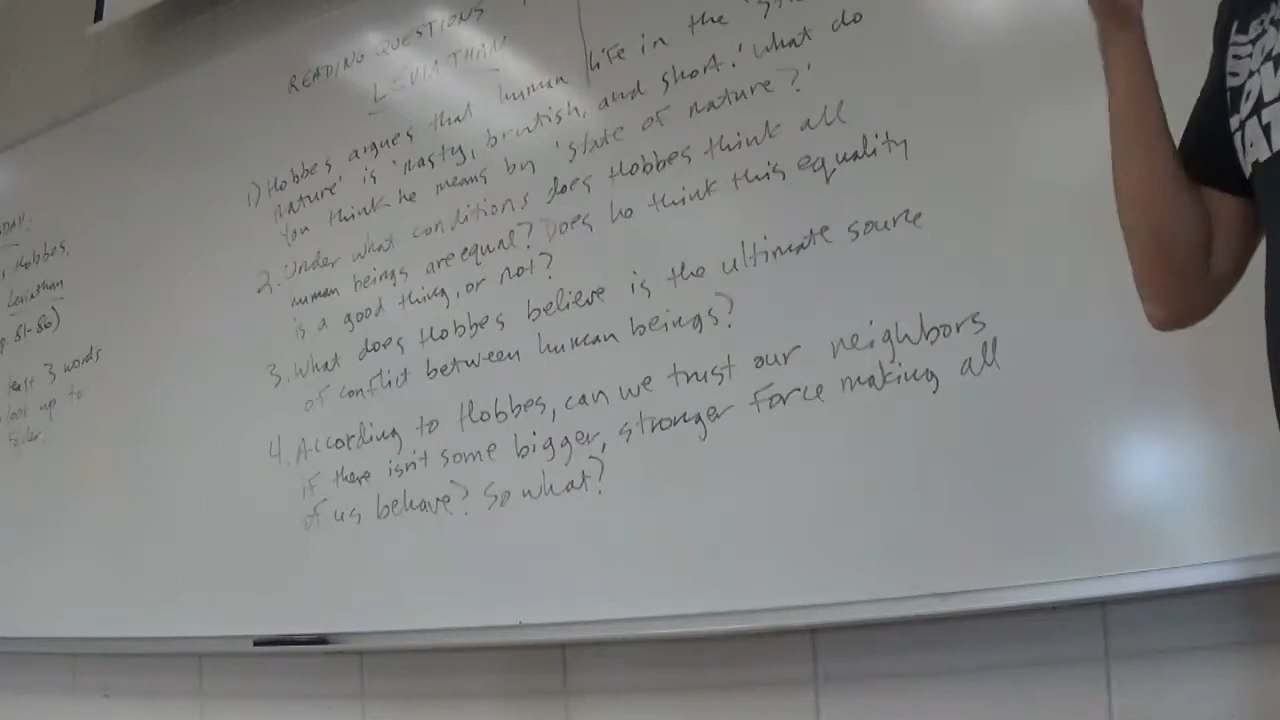 READING QUESTIONS
LEVIATHAN
1) Hobbes argues that human life in the
nature' is 'nasty, brutish, and short.' What do
you think he means by 'state of nature?'
2. Under what conditions does Hobbes think all
human beings are equal? Does he think this equality
is a good thing, or not?
3. What does Hobbes believe is the ultimate source
of conflict between human beings?
4. According to Hobbes, can we trust our neighbors
if there isn't some bigger, stronger force making all
of us behave? So what?
Hobbes,
Leviathan
81-86)
least 3 words
look up to